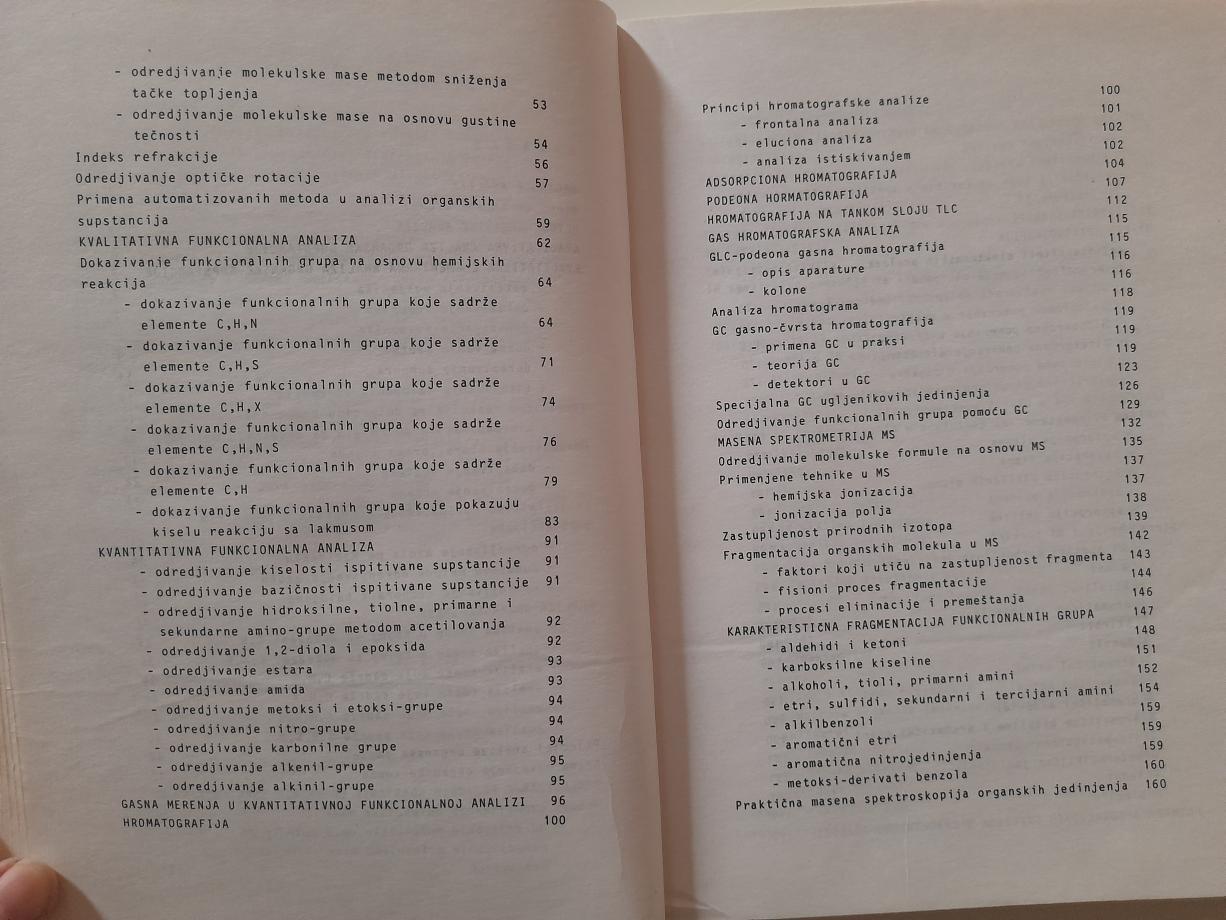 - odredjivanje molekulske mase metodom sniženja
tačke topljenja 53
- odredjivanje molekulske mase na osnovu gustine
tečnosti 54
Indeks refrakcije 56
Odredjivanje optičke rotacije 57
Primena automatizovanih metoda u analizi organskih
supstancija 59
KVALITATIVNA FUNKCIONALNA ANALIZA 62
Dokazivanje funkcionalnih grupa na osnovu hemijskih
reakcija 64
- dokazivanje funkcionalnih grupa koje sadrže
elemente C,H,N 64
- dokazivanje funkcionalnih grupa koje sadrže
elemente C,H,S 71
- dokazivanje funkcionalnih grupa koje sadrže
elemente C,H,X 74
- dokazivanje funkcionalnih grupa koje sadrže
elemente C,H,N,S 76
- dokazivanje funkcionalnih grupa koje sadrže
elemente C,H 79
- dokazivanje funkcionalnih grupa koje pokazuju
kiselu reakciju sa lakmusom 83
KVANTITATIVNA FUNKCIONALNA ANALIZA 91
- odredjivanje kiselosti ispitivane supstancije 91
- odredjivanje bazičnosti ispitivane supstancije 91
- odredjivanje hidroksilne, tiolne, primarne i
sekundarne amino-grupe metodom acetilovanja 92
- odredjivanje 1,2-diola i epoksida 92
- odredjivanje estara 93
- odredjivanje amida 93
- odredjivanje metoksi i etoksi-grupe 94
- odredjivanje nitro-grupe 94
- odredjivanje karbonilne grupe 94
- odredjivanje alkenil-grupe 95
- odredjivanje alkinil-grupe 95
GASNA MERENJA U KVANTITATIVNOJ FUNKCIONALNOJ ANALIZI 96
HROMATOGRAFIJA 100
Principi hromatografske analize 100
- frontalna analiza 101
- eluciona analiza 102
- analiza istiskivanjem 102
ADSORPCIONA HROMATOGRAFIJA 104
PODEONA HORMATOGRAFIJA 107
HROMATOGRAFIJA NA TANKOM SLOJU TLC 112
GAS HROMATOGRAFSKA ANALIZA 115
GLC-podeona gasna hromatografija 115
- opis aparature 116
- kolone 116
Analiza hromatograma 118
GC gasno-čvrsta hromatografija 119
- primena GC u praksi 119
- teorija GC 119
- detektori u GC 123
Specijalna GC ugljenikovih jedinjenja 126
Odredjivanje funkcionalnih grupa pomoću GC 129
MASENA SPEKTROMETRIJA MS 132
Odredjivanje molekulske formule na osnovu MS 135
Primenjene tehnike u MS 137
- hemijska jonizacija 137
- jonizacija polja 138
Zastupljenost prirodnih izotopa 139
Fragmentacija organskih molekula u MS 142
- faktori koji utiču na zastupljenost fragmenta 143
- fisioni proces fragmentacije 144
- procesi eliminacije i premeštanja 146
KARAKTERISTIČNA FRAGMENTACIJA FUNKCIONALNIH GRUPA 147
- aldehidi i ketoni 148
- karboksilne kiseline 151
- alkoholi, tioli, primarni amini 152
- etri, sulfidi, sekundarni i tercijarni amini 154
- alkilbenzoli 159
- aromatični etri 159
- aromatična nitrojedinjenja 159
- metoksi-derivati benzola 160
Praktična masena spektroskopija organskih jedinjenja 160